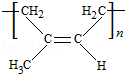 CH₂ H₂C n
C=C
H₃C H